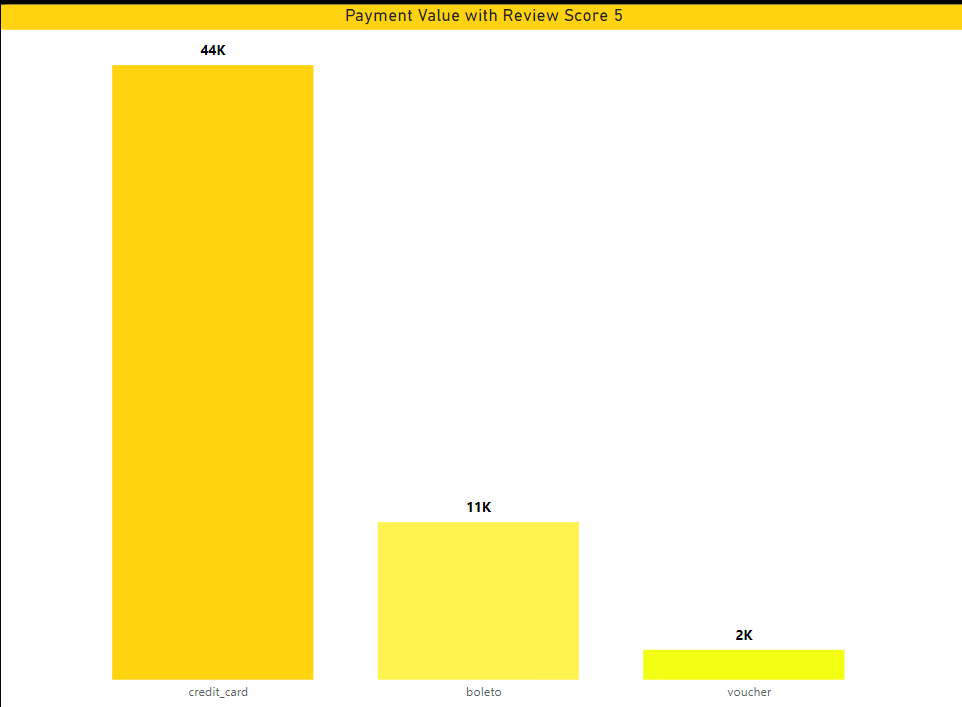 Payment Value with Review Score 5
44K
11K
2K
credit_card boleto voucher